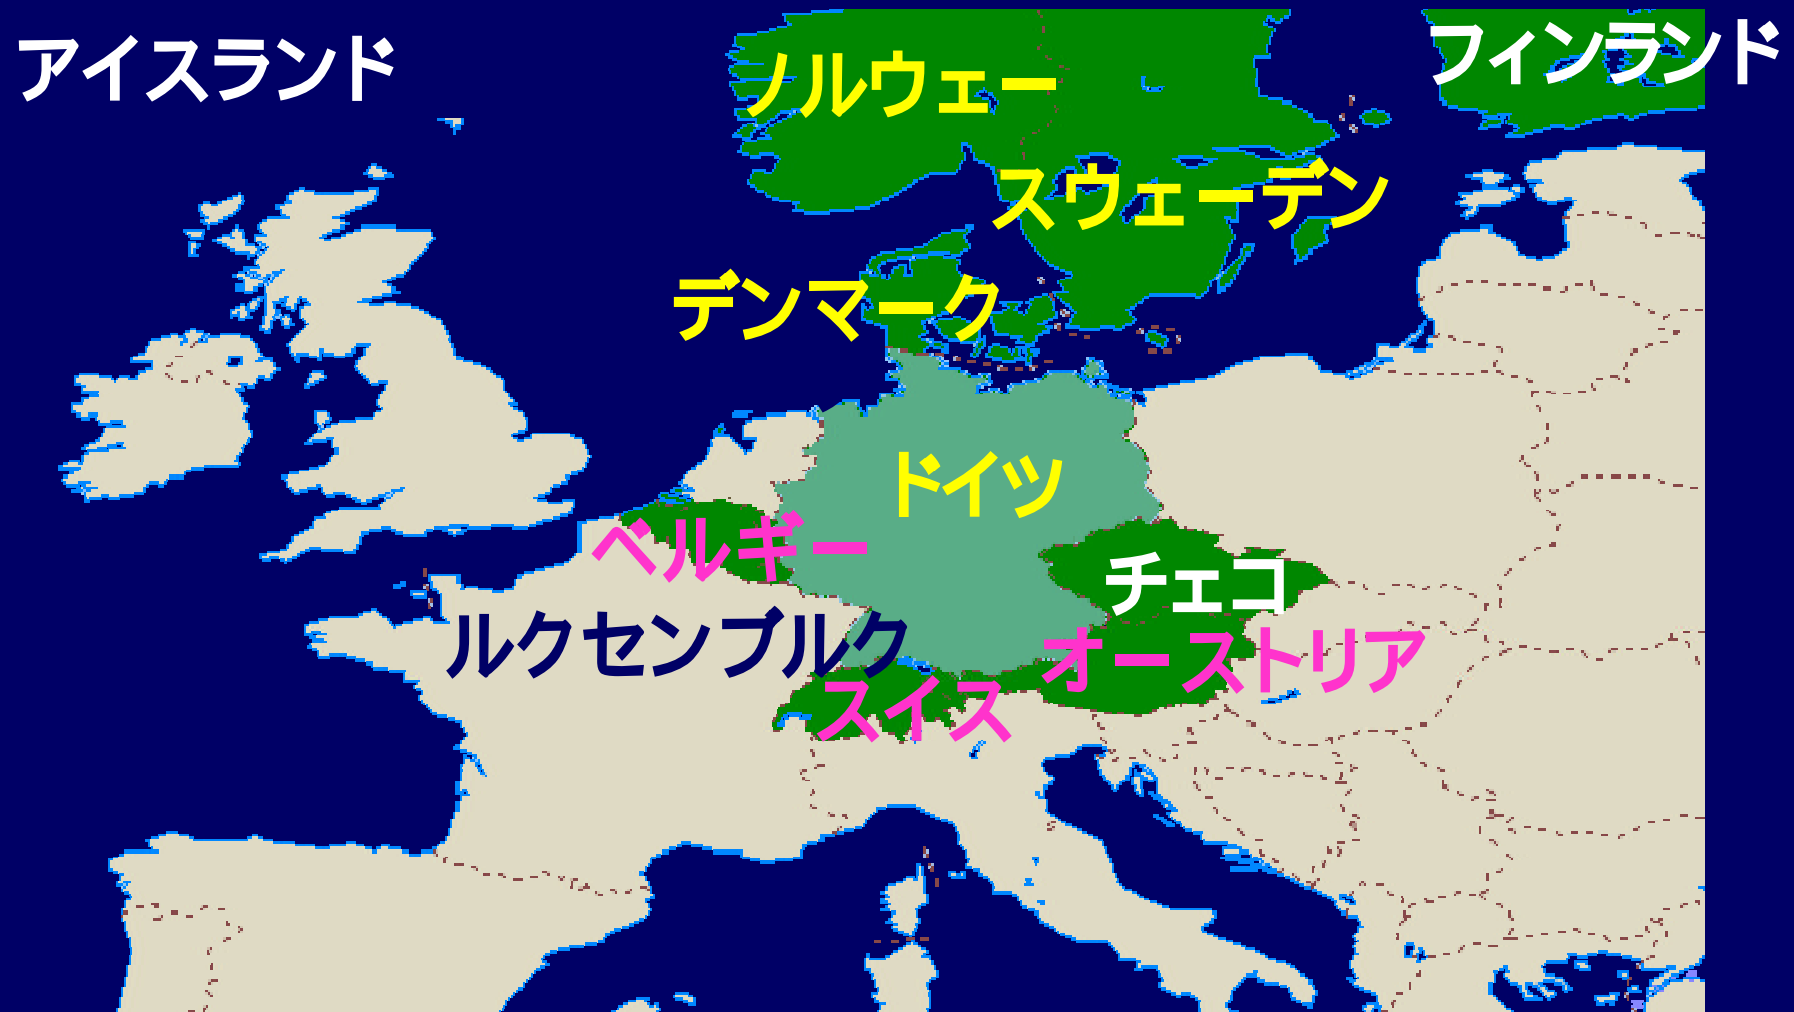 アイスランド
フィンランド
ノルウェー
スウェーデン
デンマーク
ドイツ
ベルギー
チェコ
ルクセンブルク
オーストリア
スイス